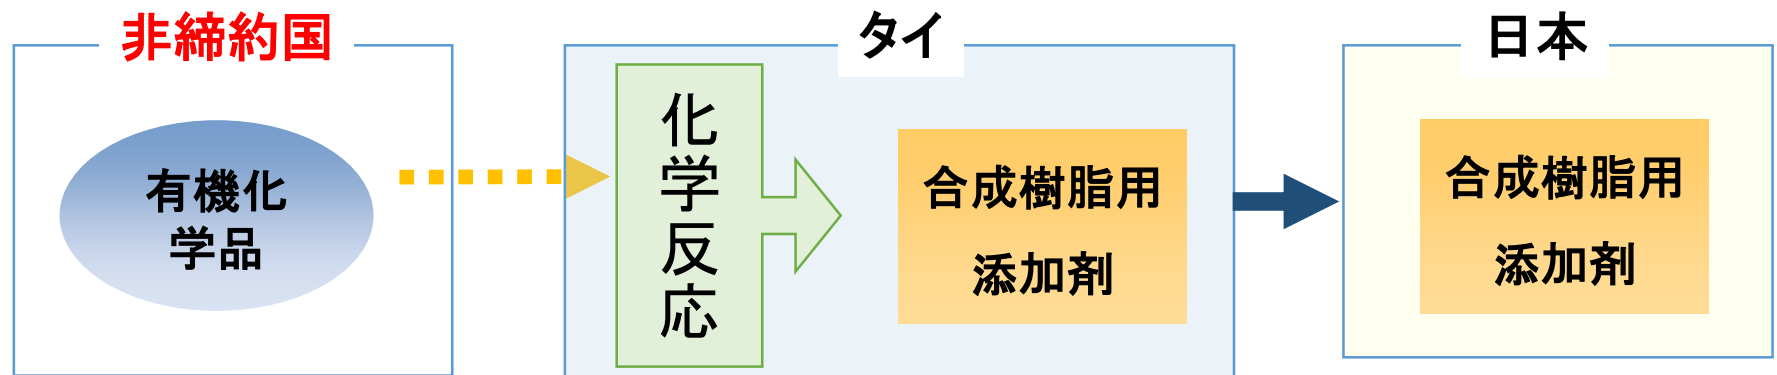 非締約国
有機化
学品
タイ
化学反応
合成樹脂用
添加剤
日本
合成樹脂用
添加剤